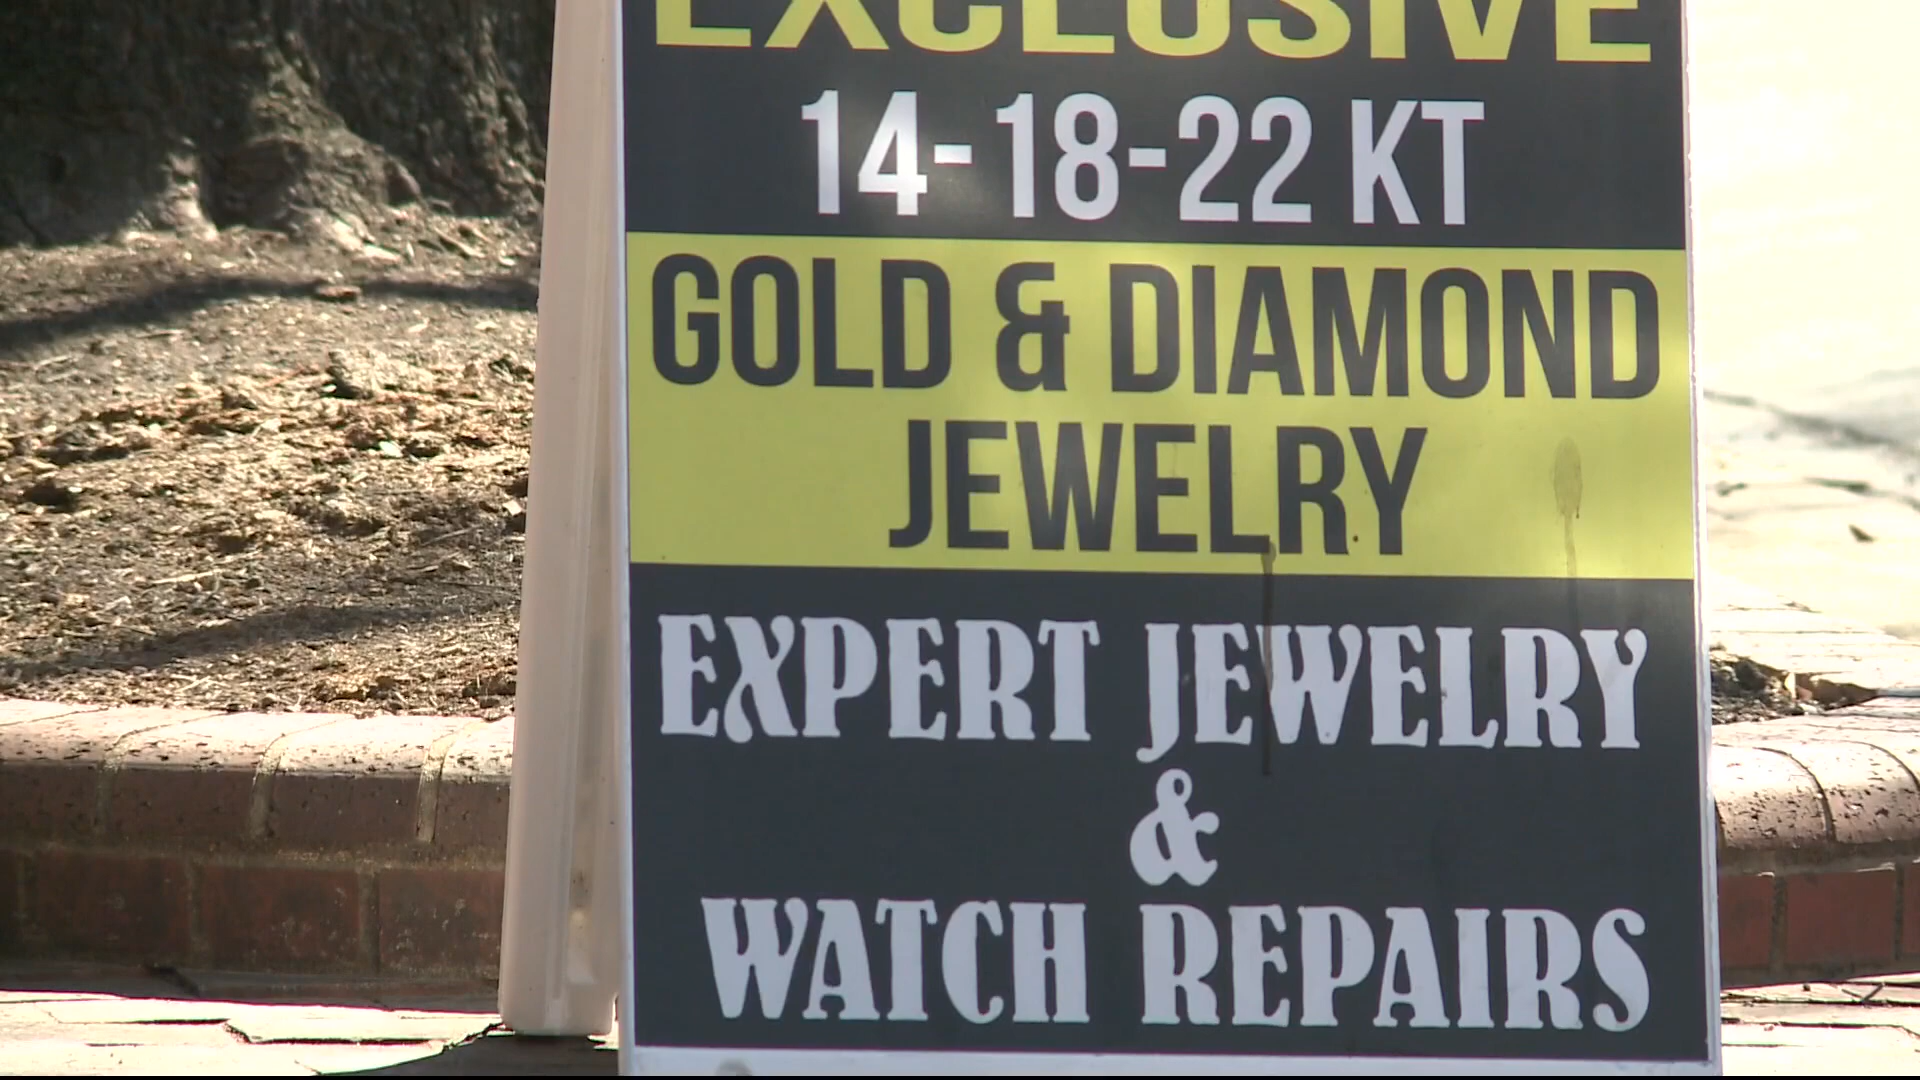 EXCLUSIVE
14-18-22 KT
GOLD & DIAMOND
JEWELRY
EXPERT JEWELRY
&
WATCH REPAIRS